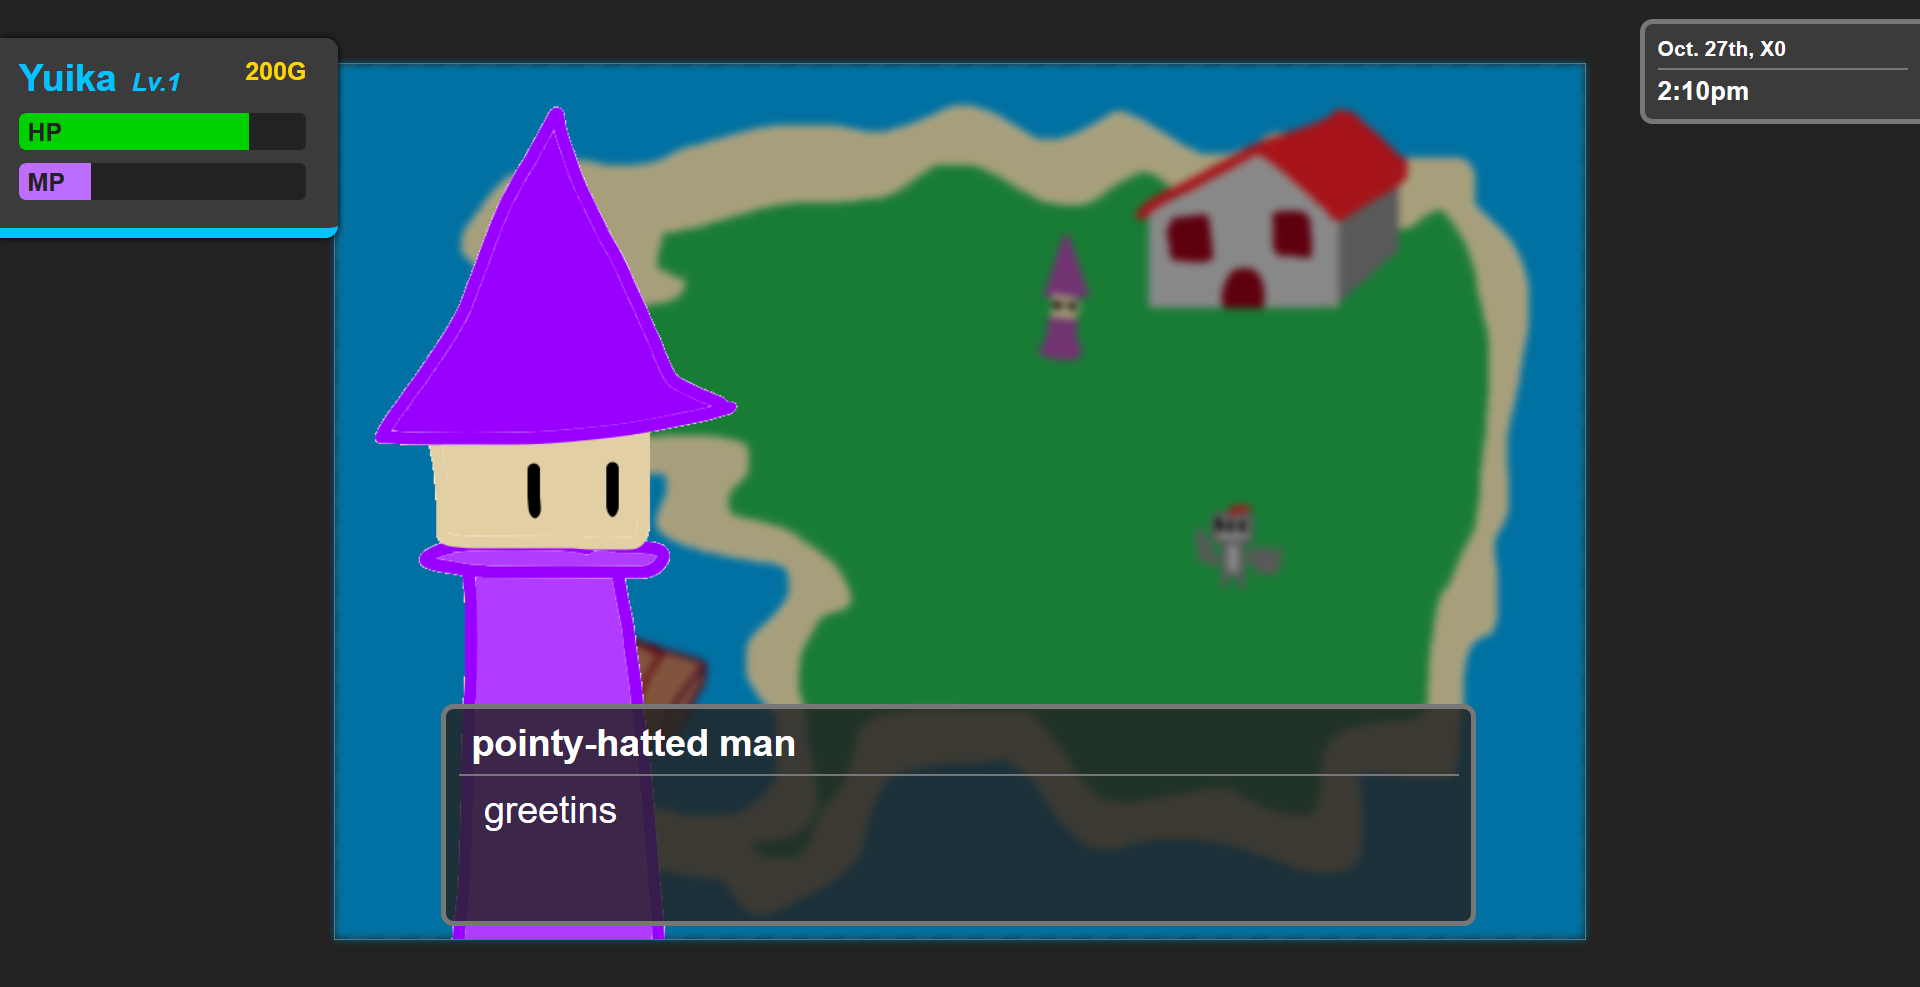 Yuika Lv.1 200G
HP
MP
Oct. 27th, X0
2:10pm
pointy-hatted man
greetins